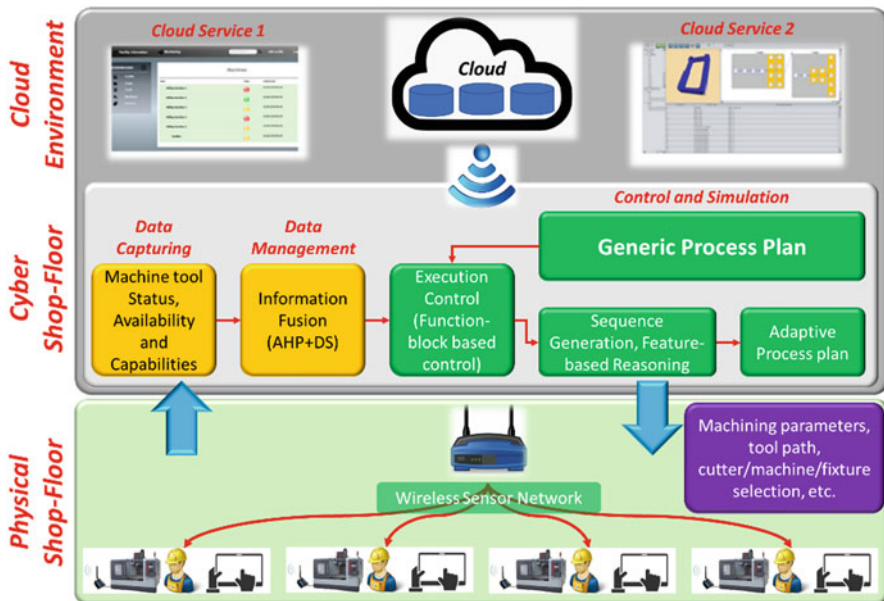 Cloud Service 1
Cloud Service 2
Cloud
Machines
Cloud
Environment
Control and Simulation
Data
Capturing
Data
Management
Generic Process Plan
Machine tool
Status,
Availability
and
Capabilities
Information
Fusion
(AHP+DS)
Execution
Control
(Function-
block based
control)
Sequence
Generation, Feature-
based Reasoning
Adaptive
Process plan
Cyber
Shop-Floor
Machining parameters,
tool path,
cutter/machine/fixture
selection, etc.
Wireless Sensor Network
Physical
Shop-Floor